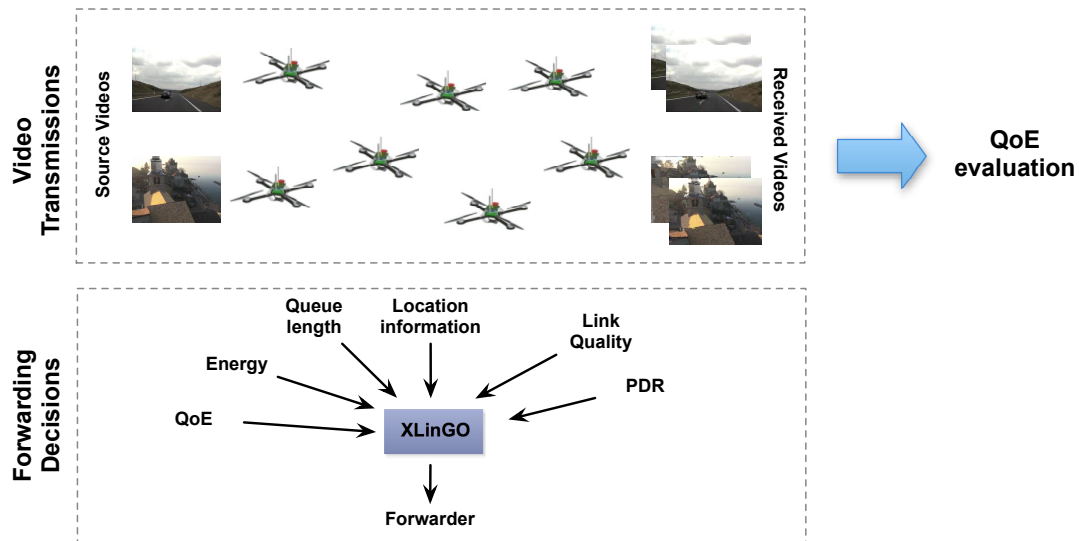 Video
Transmissions
Source Videos
Received Videos
QoE
evaluation
Forwarding
Decisions
Queue
length
Location
information
Link
Quality
Energy
PDR
QoE
XLinGO
Forwarder